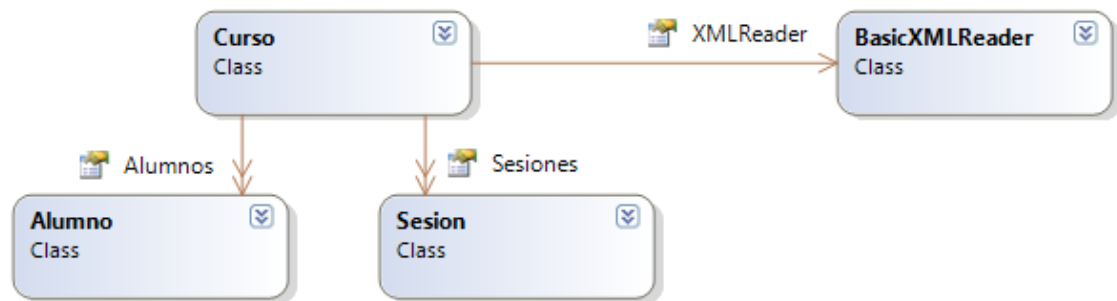 Curso
Class
XMLReader
BasicXMLReader
Class
Alumnos
Sesiones
Alumno
Class
Sesion
Class